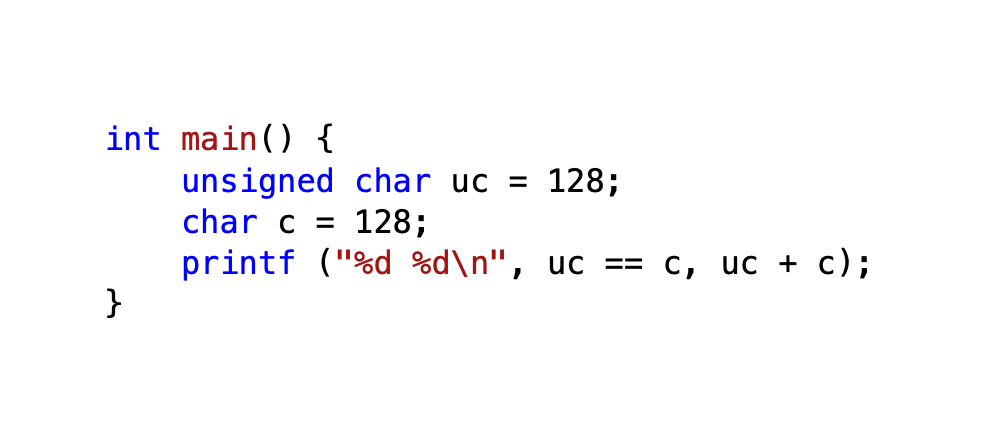 int main() {
    unsigned char uc = 128;
    char c = 128;
    printf ("%d %d\n", uc == c, uc + c);
}